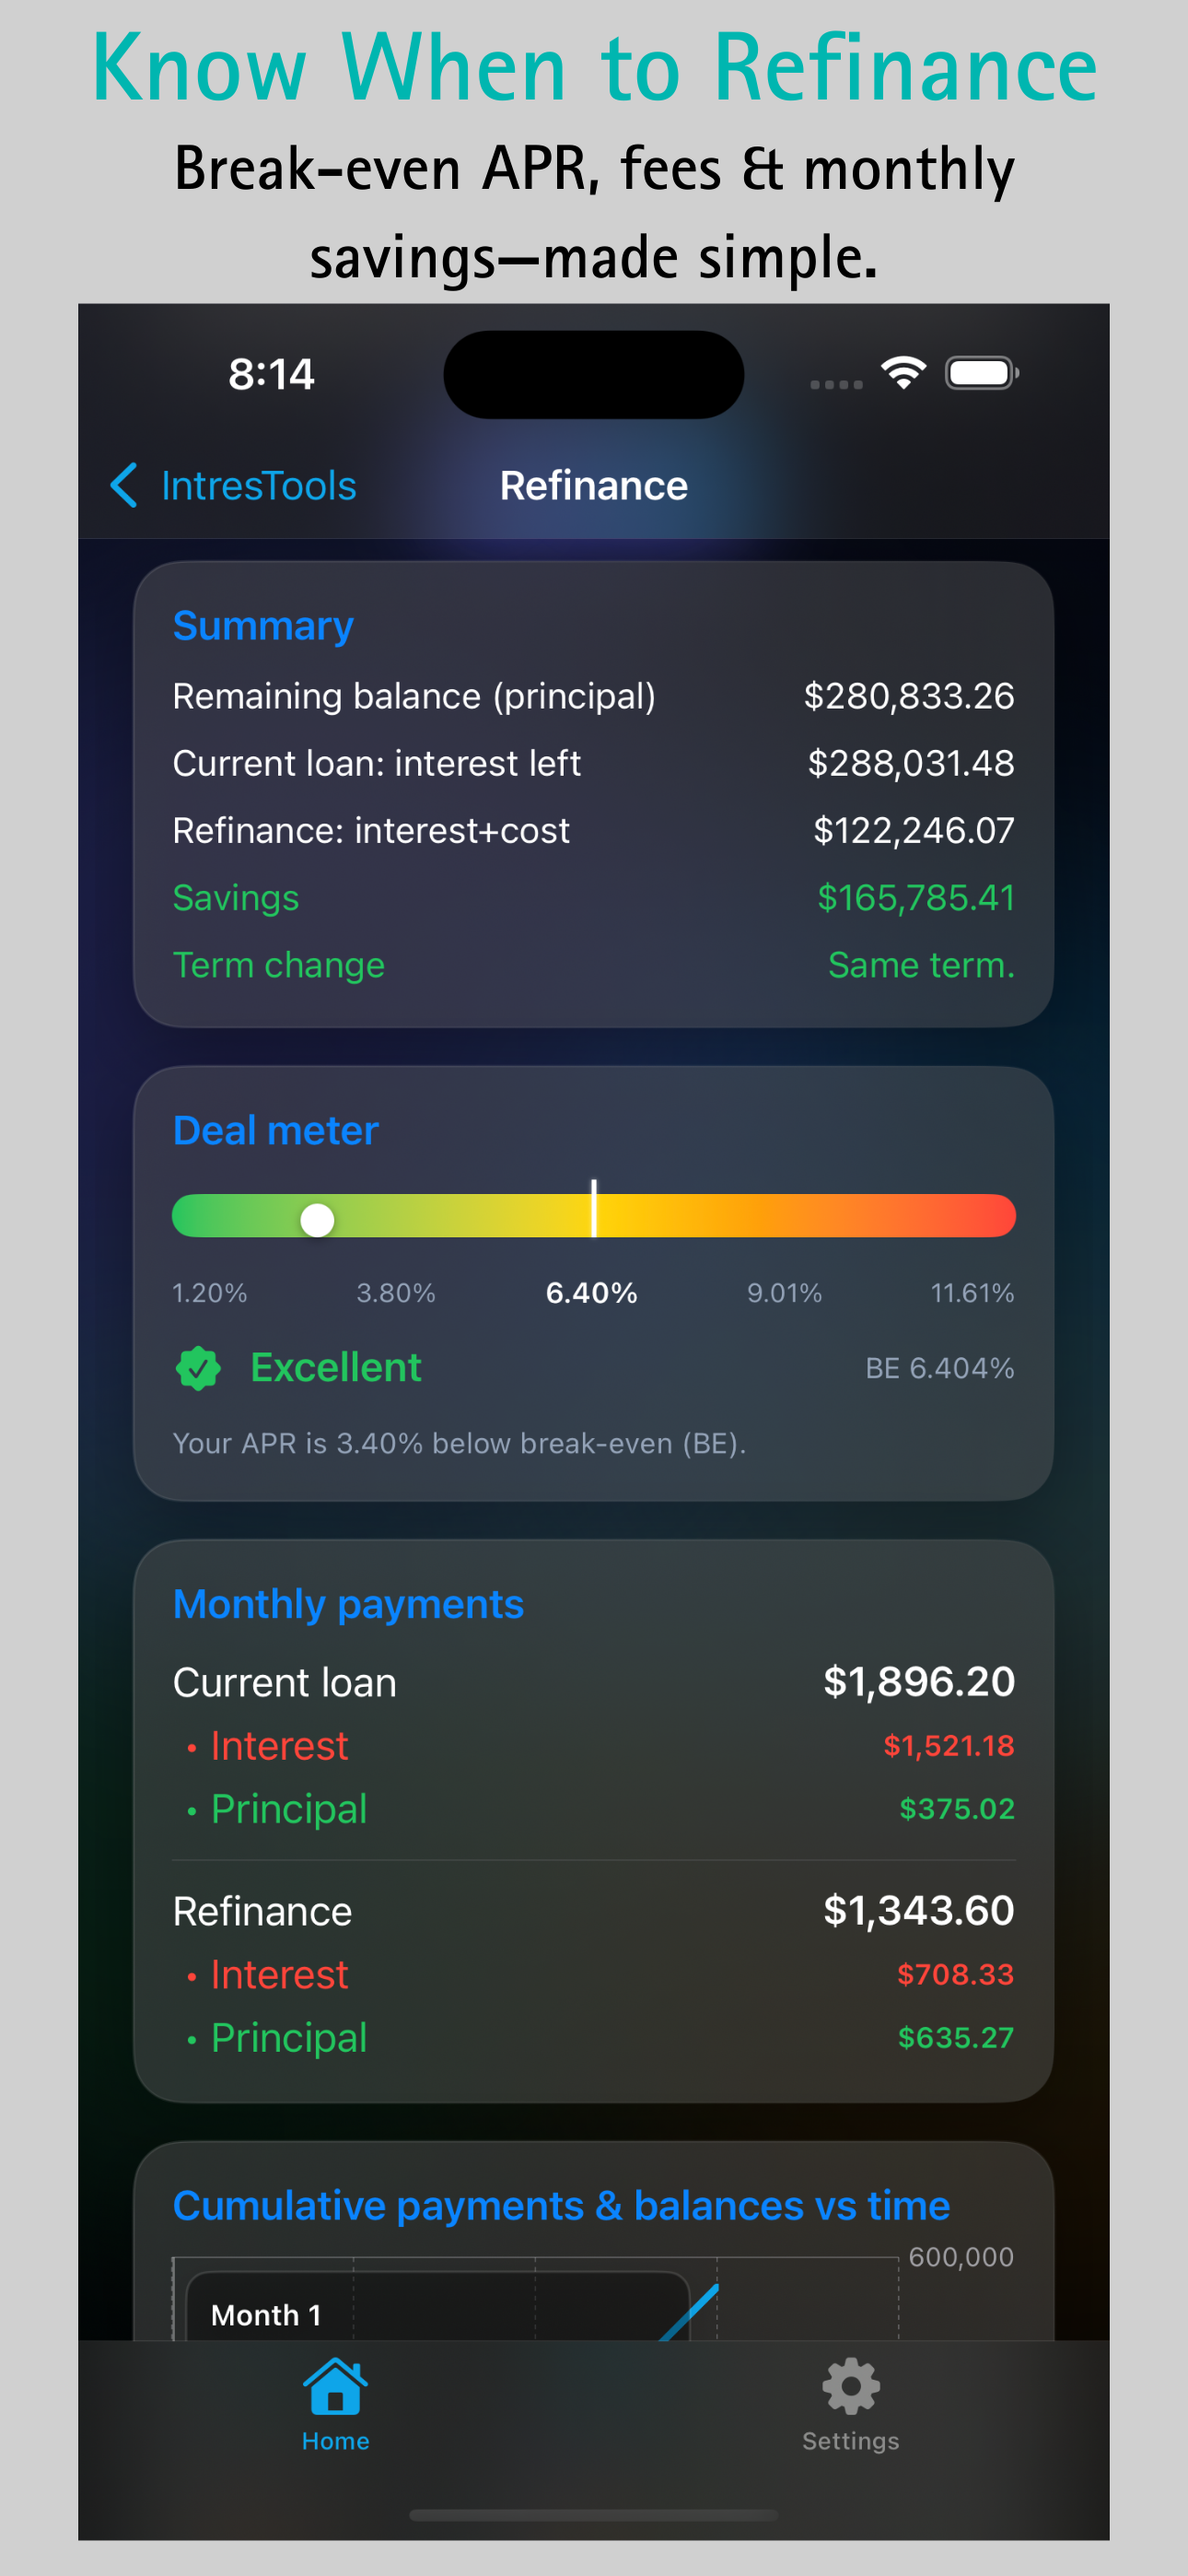 Know When to Refinance
Break-even APR, fees & monthly
savings—made simple.
8:14
IntresTools
Refinance
Summary
Remaining balance (principal) $280,833.26
Current loan: interest left $288,031.48
Refinance: interest+cost $122,246.07
Savings $165,785.41
Term change Same term.
Deal meter
1.20% 3.80% 6.40% 9.01% 11.61%
Excellent BE 6.404%
Your APR is 3.40% below break-even (BE).
Monthly payments
Current loan $1,896.20
• Interest $1,521.18
• Principal $375.02
Refinance $1,343.60
• Interest $708.33
• Principal $635.27
Cumulative payments & balances vs time
600,000
Month 1
Home Settings